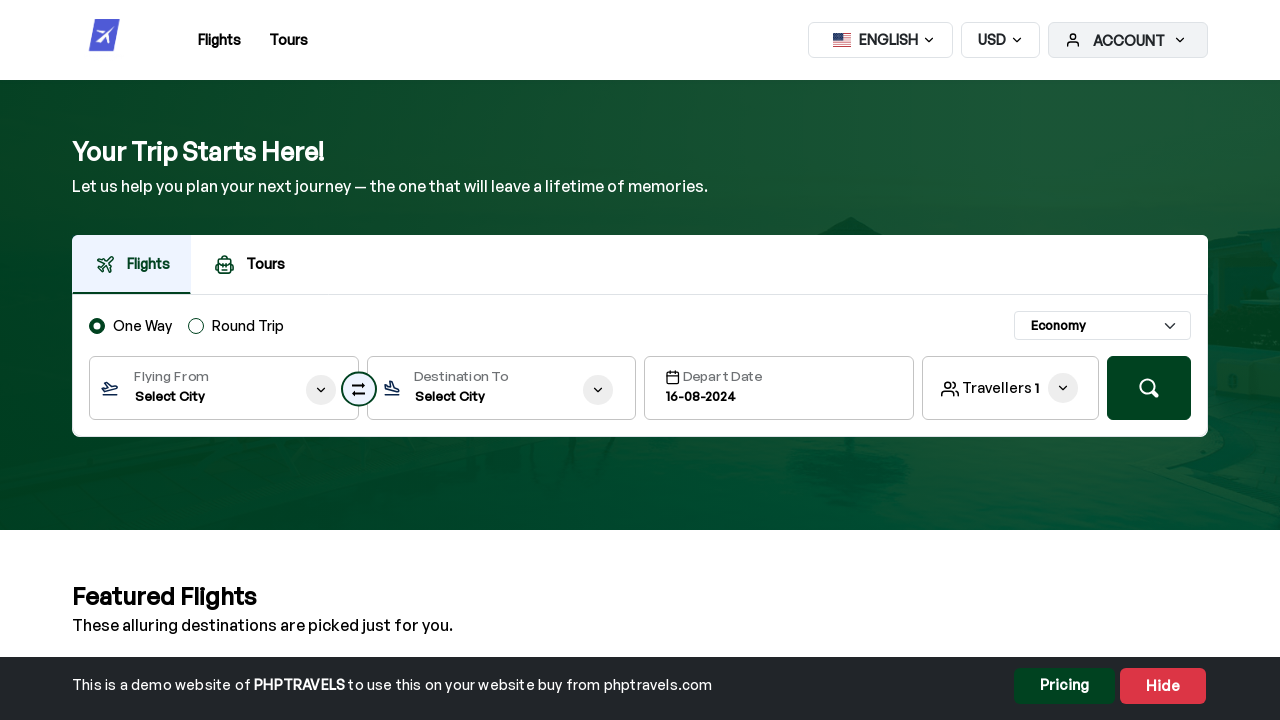 Flights Tours ENGLISH USD ACCOUNT
Your Trip Starts Here!
Let us help you plan your next journey — the one that will leave a lifetime of memories.
Flights Tours
One Way Round Trip Economy
Flying From Destination To Depart Date
Select City Select City 16-08-2024 Travellers 1
Featured Flights
These alluring destinations are picked just for you.
This is a demo website of PHPTRAVELS to use this on your website buy from phptravels.com Pricing Hide